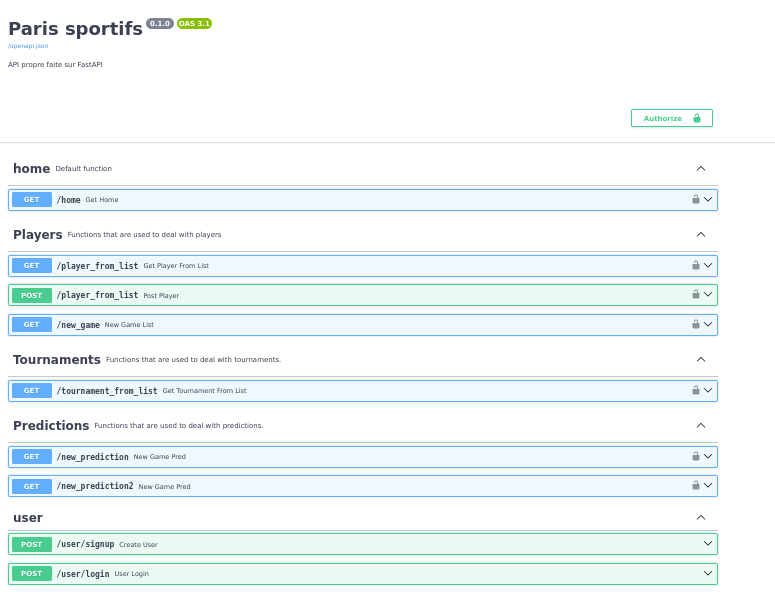 Paris sportifs 0.1.0 OAS 3.1
/openapi.json
API propre faite sur FastAPI
Authorize
home Default function
GET /home Get Home
Players Functions that are used to deal with players
GET /player_from_list Get Player From List
POST /player_from_list Post Player
GET /new_game New Game List
Tournaments Functions that are used to deal with tournaments.
GET /tournament_from_list Get Tournament From List
Predictions Functions that are used to deal with predictions.
GET /new_prediction New Game Pred
GET /new_prediction2 New Game Pred
user
POST /user/signup Create User
POST /user/login User Login